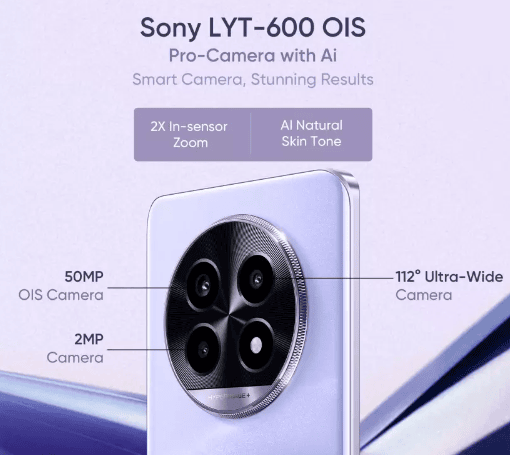 Sony LYT-600 OIS
Pro-Camera with Ai
Smart Camera, Stunning Results
2X In-sensor
Zoom
AI Natural
Skin Tone
50MP
OIS Camera
112° Ultra-Wide
Camera
2MP
Camera